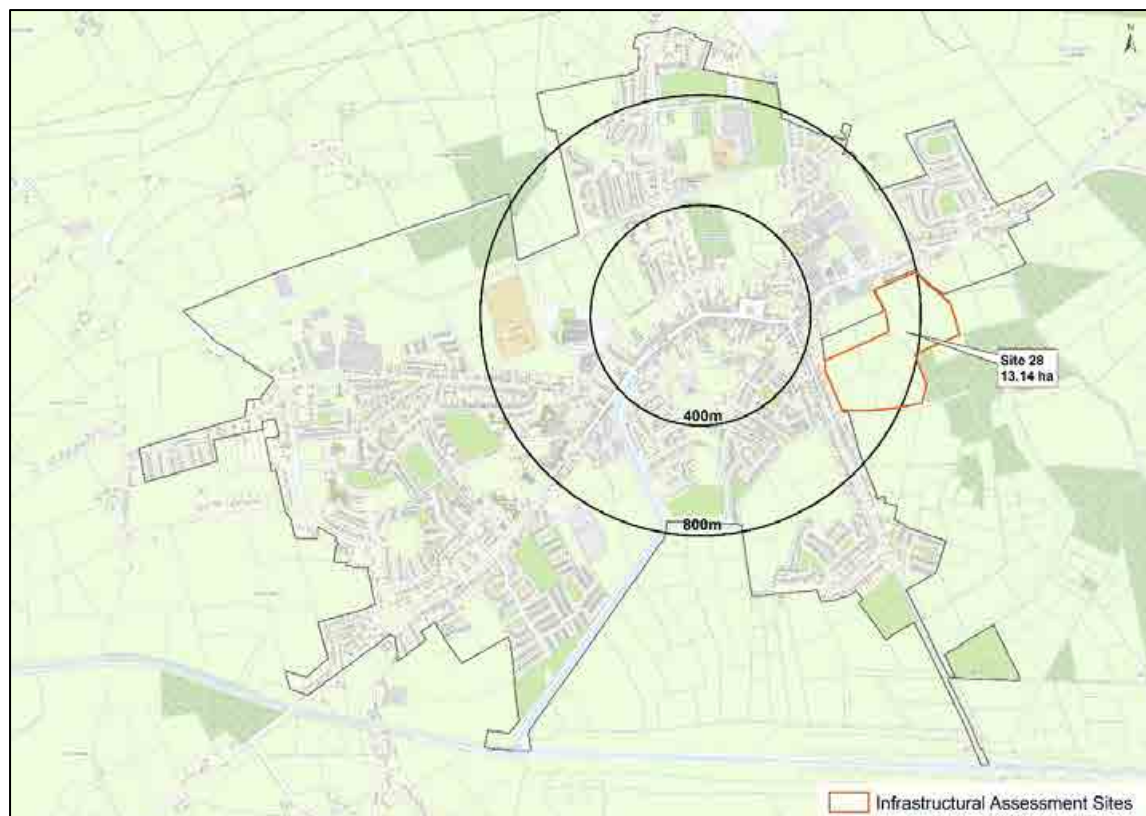 N
400m
Site 28
13.14 ha
800m
Infrastructural Assessment Sites